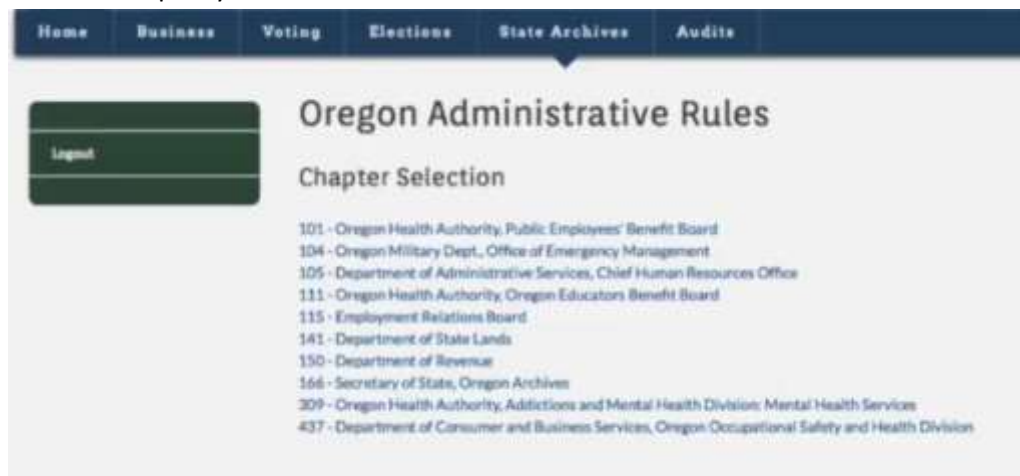 Home Business Voting Elections State Archives Audits
Logout
Oregon Administrative Rules
Chapter Selection
101 - Oregon Health Authority, Public Employees' Benefit Board
104 - Oregon Military Dept., Office of Emergency Management
105 - Department of Administrative Services, Chief Human Resources Office
111 - Oregon Health Authority, Oregon Educators Benefit Board
115 - Employment Relations Board
141 - Department of State Lands
150 - Department of Revenue
166 - Secretary of State, Oregon Archives
309 - Oregon Health Authority, Addictions and Mental Health Division: Mental Health Services
437 - Department of Consumer and Business Services, Oregon Occupational Safety and Health Division